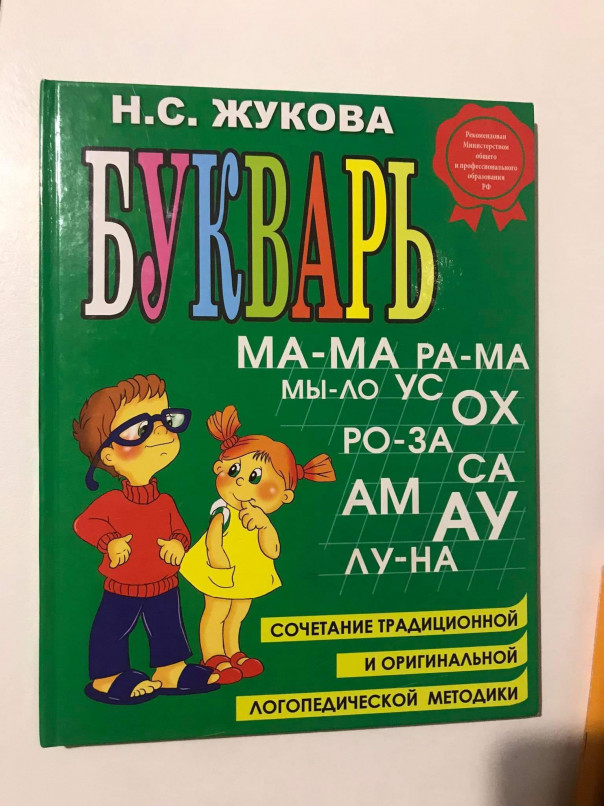 Н.С. ЖУКОВА
Рекомендован
Министерством
общего
и профессионального
образования
РФ
БУКВАРЬ
МА-МА РА-МА
МЫ-ЛО УС
ОХ
РО-ЗА
СА
АМ АУ
ЛУ-НА
СОЧЕТАНИЕ ТРАДИЦИОННОЙ
И ОРИГИНАЛЬНОЙ
ЛОГОПЕДИЧЕСКОЙ МЕТОДИКИ